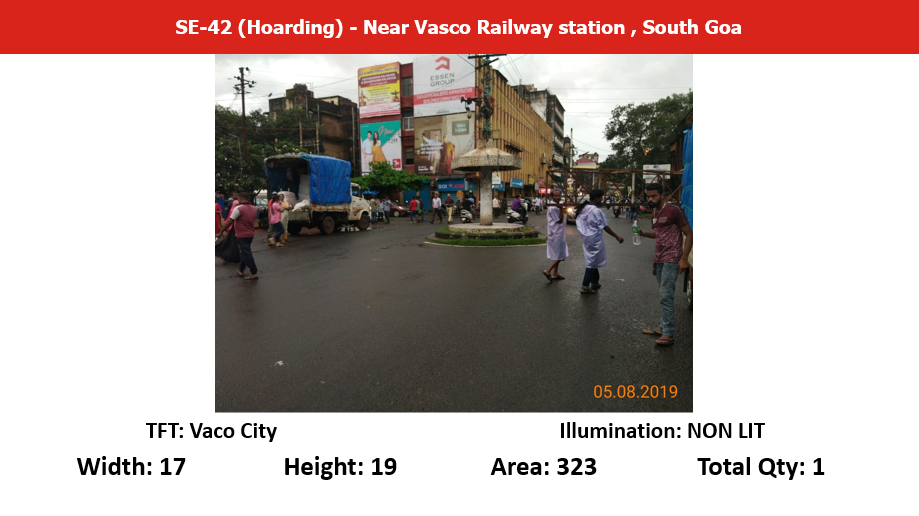 SE-42 (Hoarding) - Near Vasco Railway station , South Goa
ESSEN
GROUP
05.08.2019
TFT: Vaco City
Illumination: NON LIT
Width: 17
Height: 19
Area: 323
Total Qty: 1